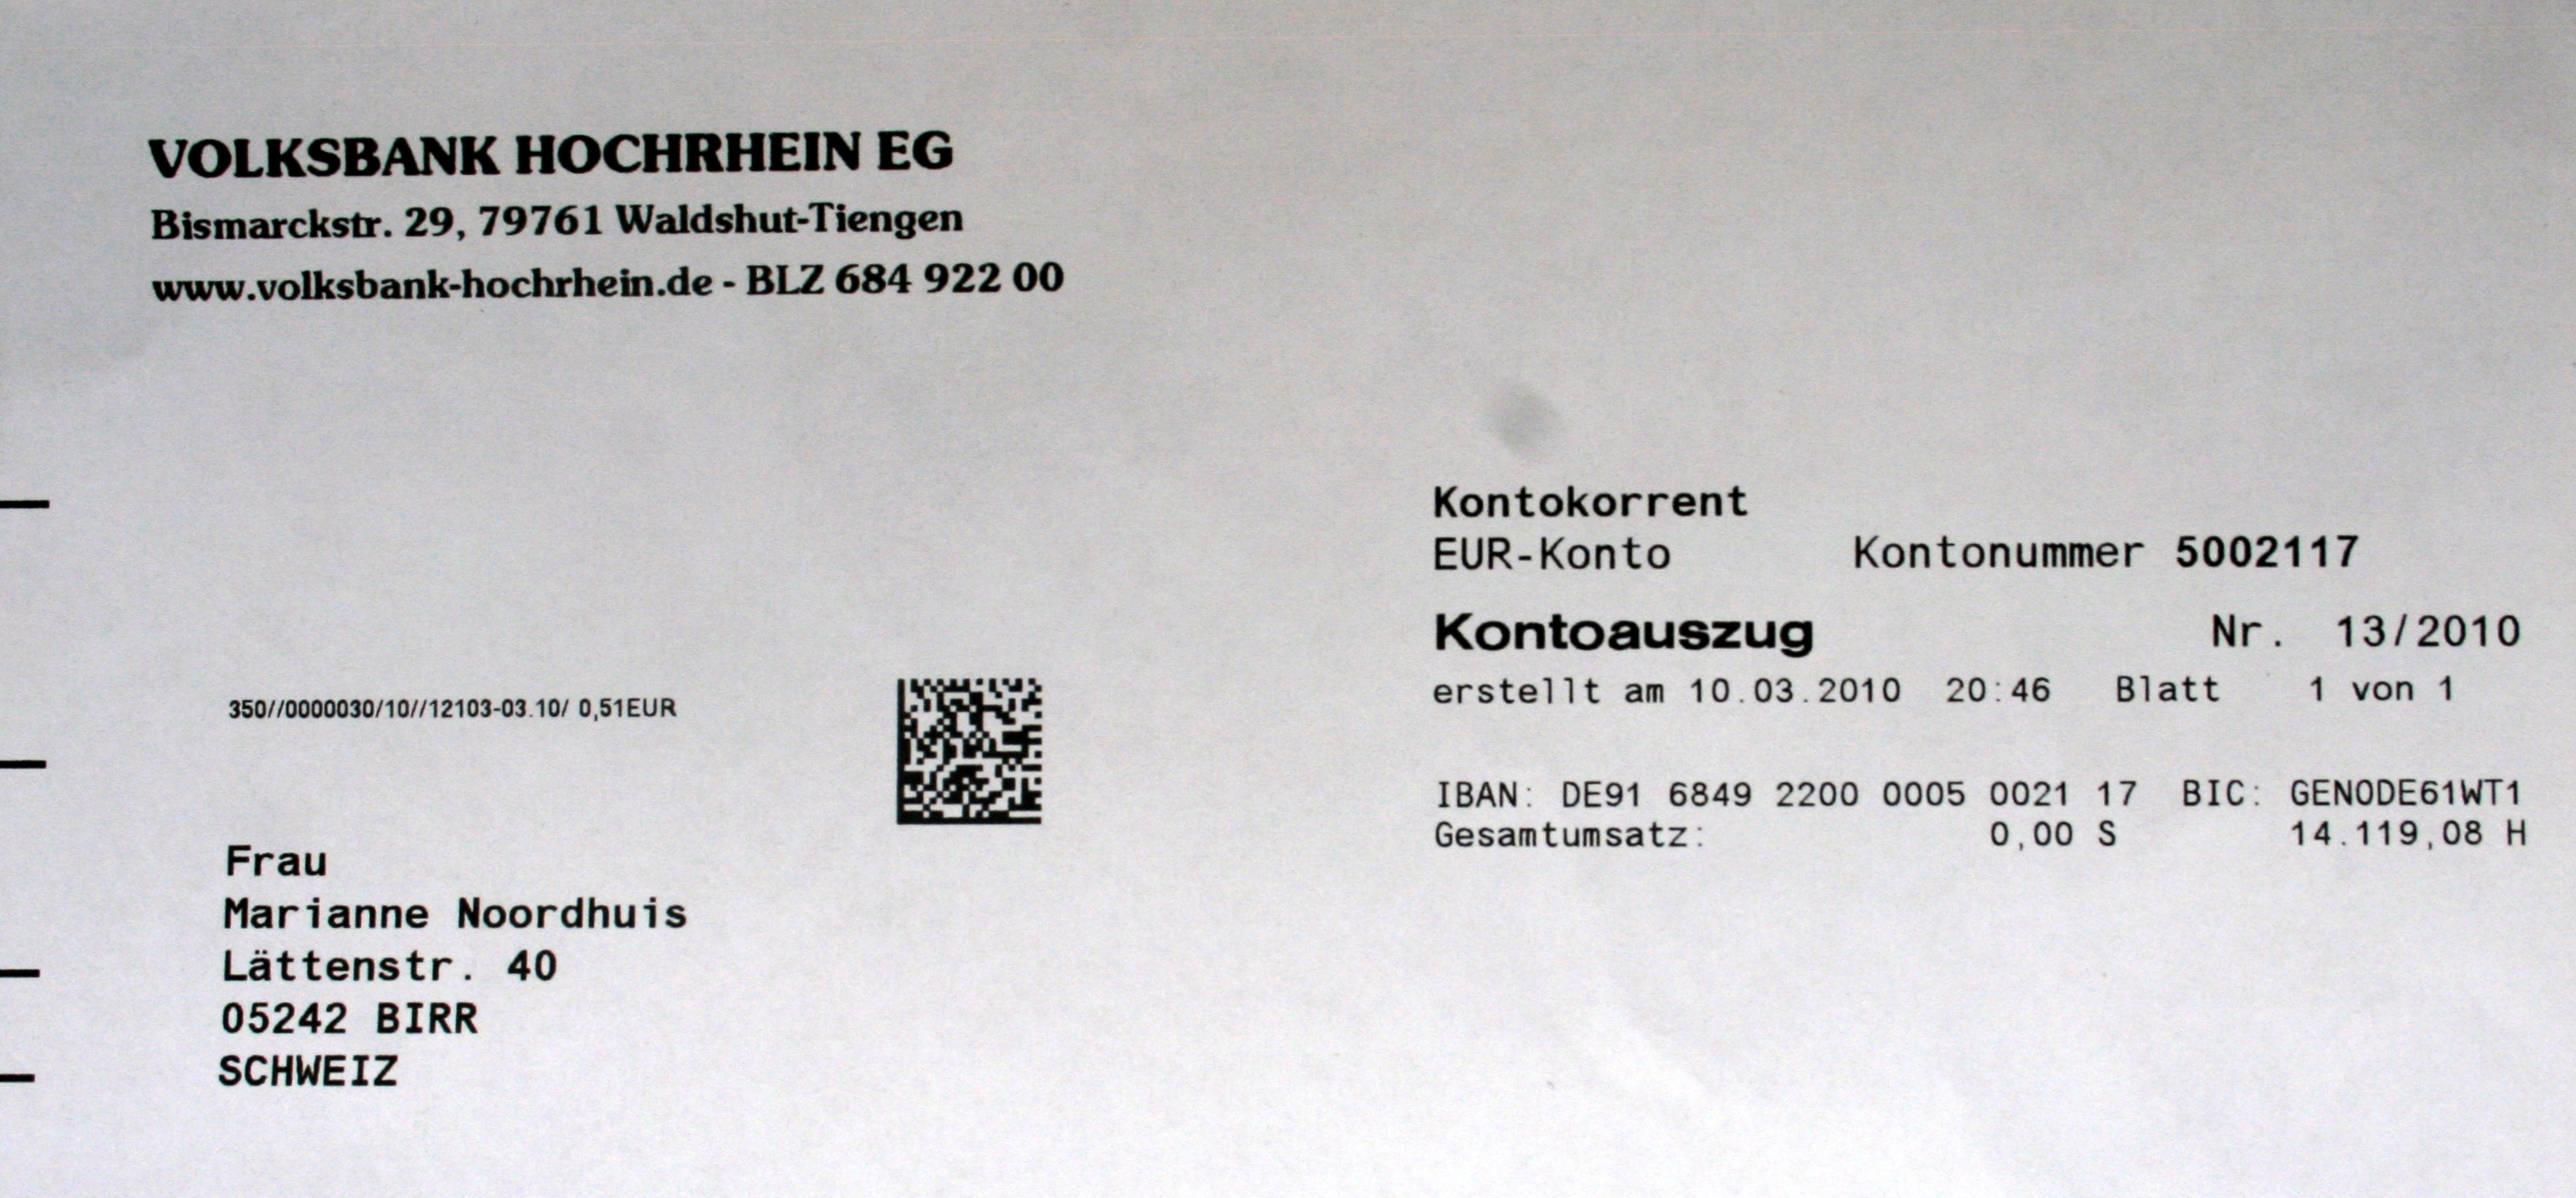 VOLKSBANK HOCHRHEIN EG
Bismarckstr. 29, 79761 Waldshut-Tiengen
www.volksbank-hochrhein.de - BLZ 684 922 00
Kontokorrent
EUR-Konto Kontonummer 5002117
Kontoauszug Nr. 13/2010
erstellt am 10.03.2010 20:46 Blatt 1 von 1
350//0000030/10//12103-03.10/ 0,51EUR
IBAN: DE91 6849 2200 0005 0021 17 BIC: GENODE61WT1
Gesamtumsatz: 0,00 S 14.119,08 H
Frau
Marianne Noordhuis
Lättenstr. 40
05242 BIRR
SCHWEIZ